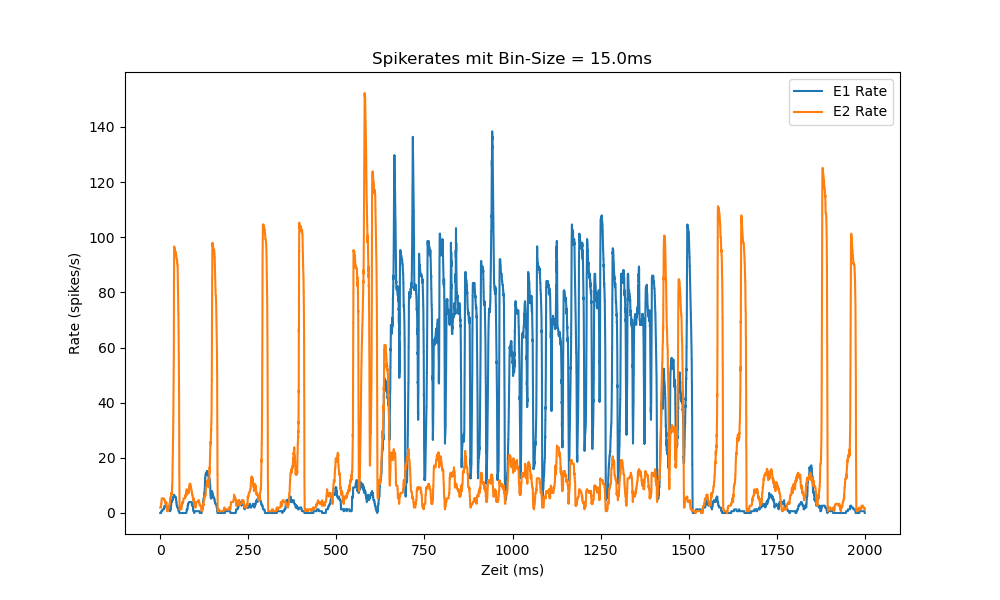 Spikerates mit Bin-Size = 15.0ms
E1 Rate
E2 Rate
140
120
100
80
60
40
20
0
Rate (spikes/s)
0 250 500 750 1000 1250 1500 1750 2000
Zeit (ms)